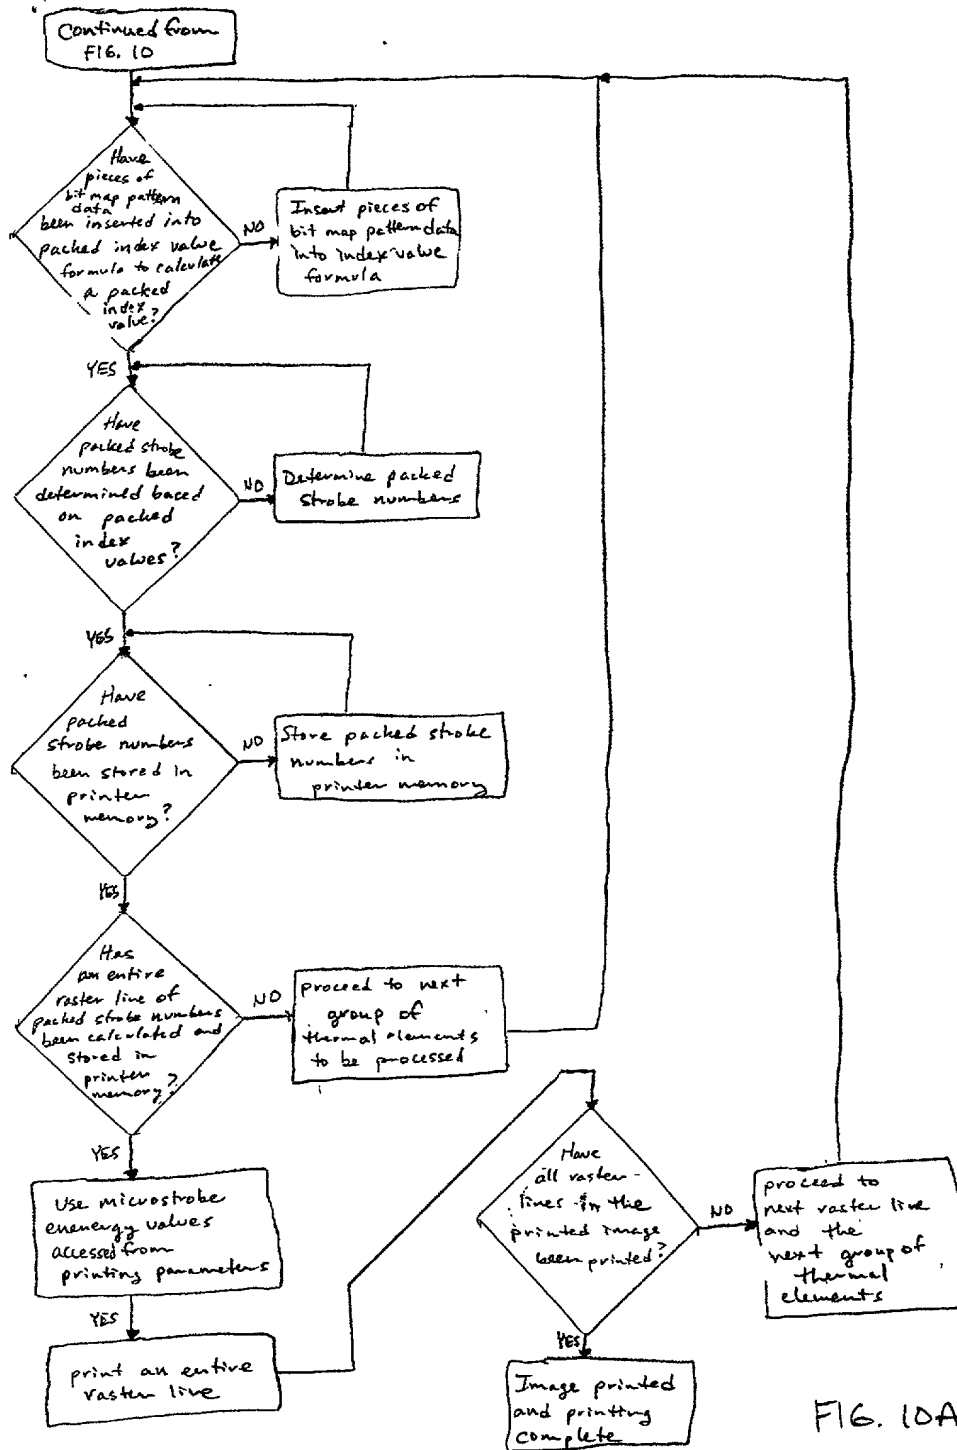 Continued from
FIG. 10
Have
pieces of
bit map pattern
data
been inserted into
packed index value
formula to calculate
a packed
index
value?
NO
Insert pieces of
bit map pattern data
into index value
formula
YES
Have
packed strobe
numbers been
determined based
on packed
index
values?
NO
Determine packed
strobe numbers
YES
Have
packed
strobe numbers
been stored in
printer
memory?
NO
Store packed strobe
numbers in
printer memory
YES
Has
an entire
raster line of
packed strobe numbers
been calculated and
stored in
printer
memory?
NO
proceed to next
group of
thermal elements
to be processed
YES
Use microstrobe
enenergy values
accessed from
printing parameters
YES
print an entire
raster line
Have
all raster
lines in the
printed image
been printed?
NO
proceed to
next raster line
and the
next group of
thermal
elements
YES
Image printed
and printing
complete
FIG. 10A